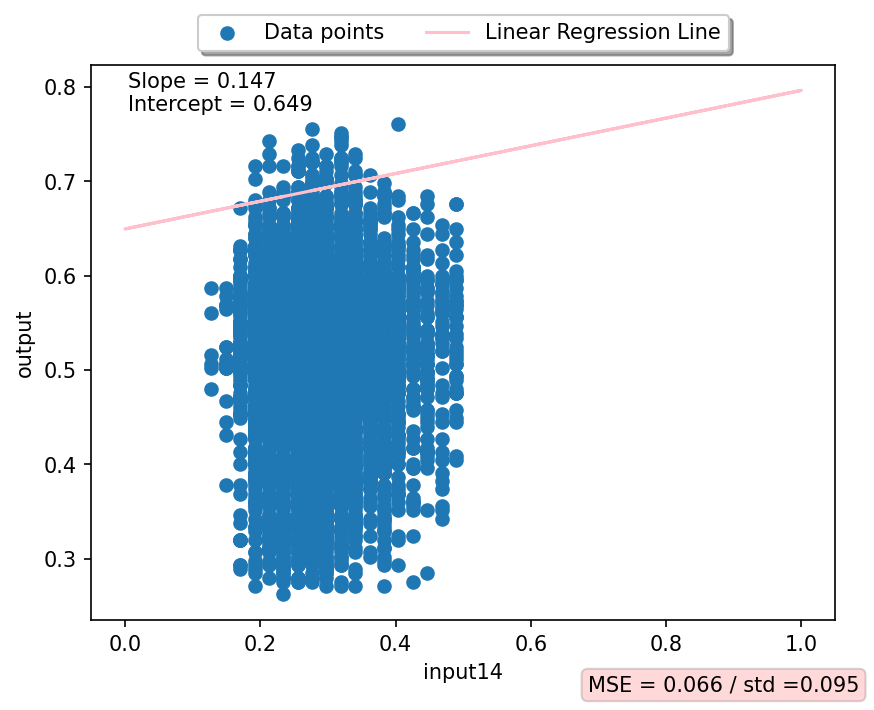 Data points Linear Regression Line
Slope = 0.147
Intercept = 0.649
0.8
0.7
0.6
0.5
0.4
0.3
output
0.0 0.2 0.4 0.6 0.8 1.0
input14
MSE = 0.066 / std =0.095